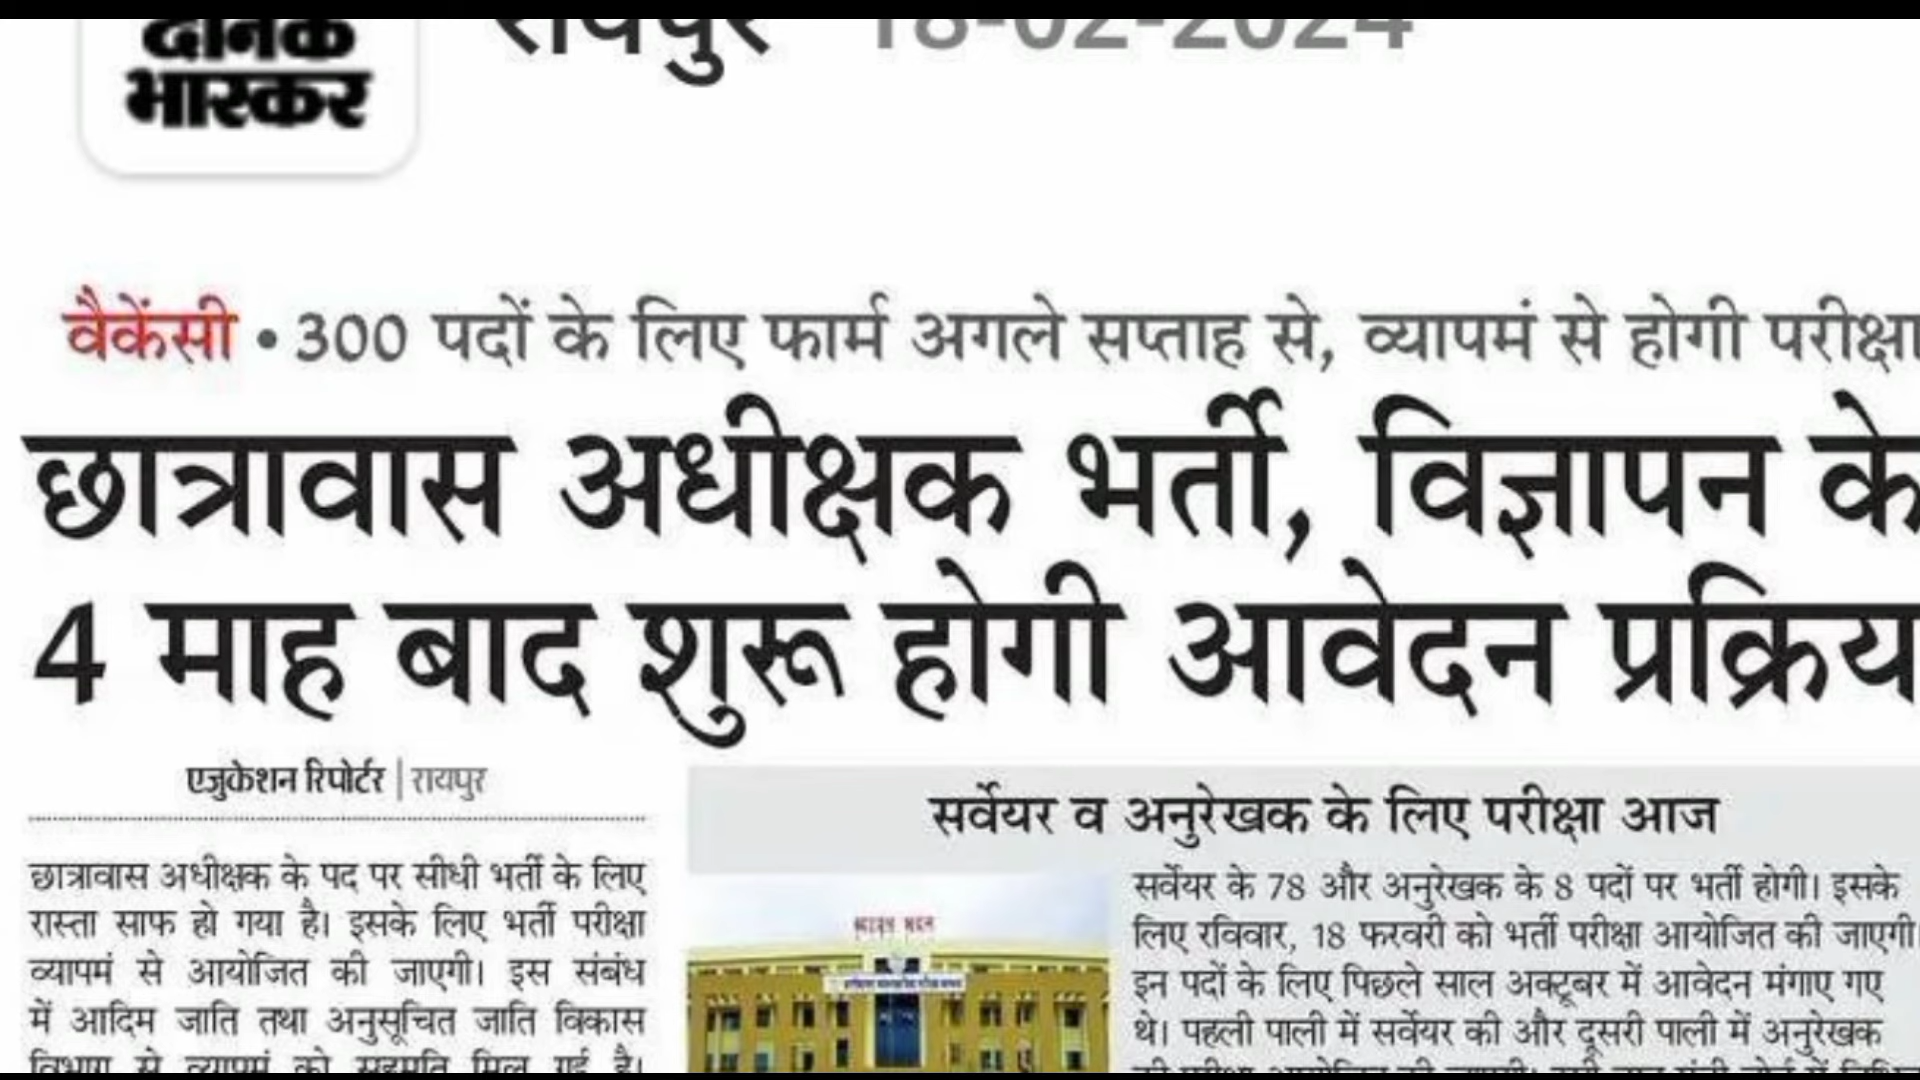 दैनिक
भास्कर
रायपुर 18-02-2024
वैकेंसी • 300 पदों के लिए फार्म अगले सप्ताह से, व्यापमं से होगी परीक्षा
छात्रावास अधीक्षक भर्ती, विज्ञापन के
4 माह बाद शुरू होगी आवेदन प्रक्रिय
एजुकेशन रिपोर्टर | रायपुर
छात्रावास अधीक्षक के पद पर सीधी भर्ती के लिए
रास्ता साफ हो गया है। इसके लिए भर्ती परीक्षा
व्यापमं से आयोजित की जाएगी। इस संबंध
में आदिम जाति तथा अनुसूचित जाति विकास
विभाग से व्यापमं को सहमति मिल गई है।
सर्वेयर व अनुरेखक के लिए परीक्षा आज
सर्वेयर के 78 और अनुरेखक के 8 पदों पर भर्ती होगी। इसके
लिए रविवार, 18 फरवरी को भर्ती परीक्षा आयोजित की जाएगी
इन पदों के लिए पिछले साल अक्टूबर में आवेदन मंगाए गए
थे। पहली पाली में सर्वेयर की और दूसरी पाली में अनुरेखक